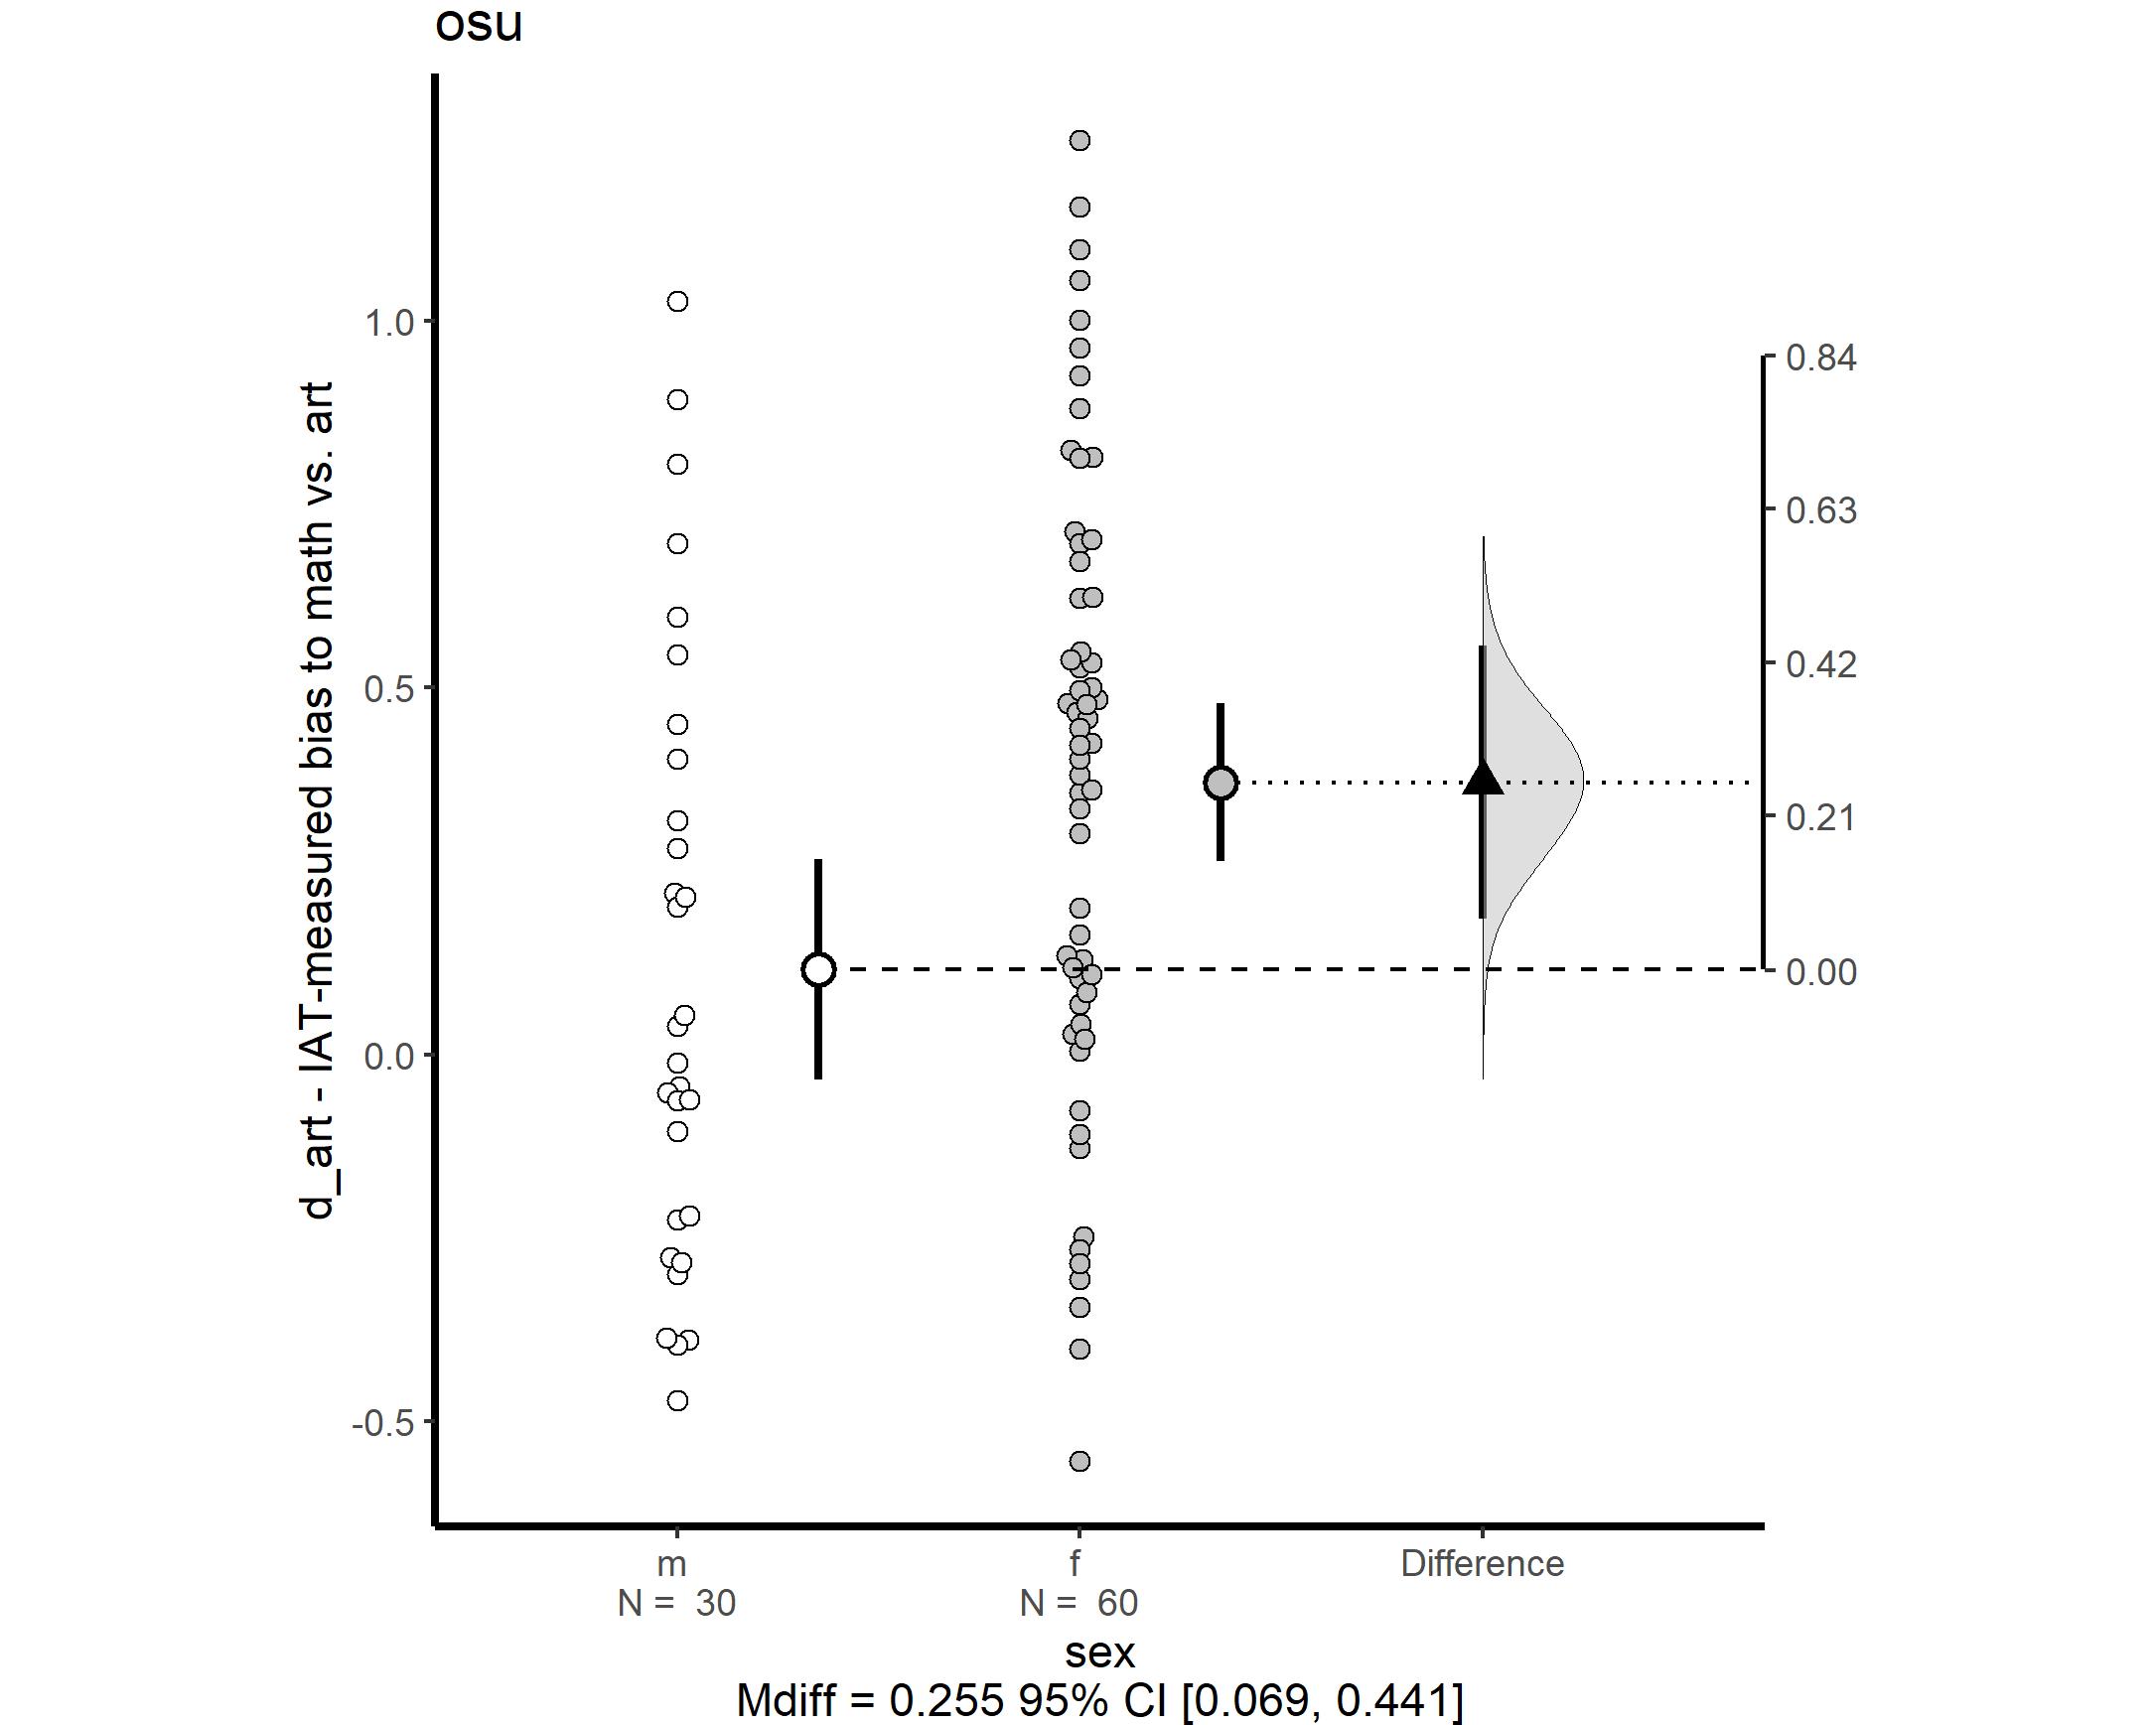 osu
d_art - IAT-measured bias to math vs. art
1.0
0.5
0.0
-0.5
0.84
0.63
0.42
0.21
0.00
m
N =  30
f
N =  60
Difference
sex
Mdiff = 0.255 95% CI [0.069, 0.441]